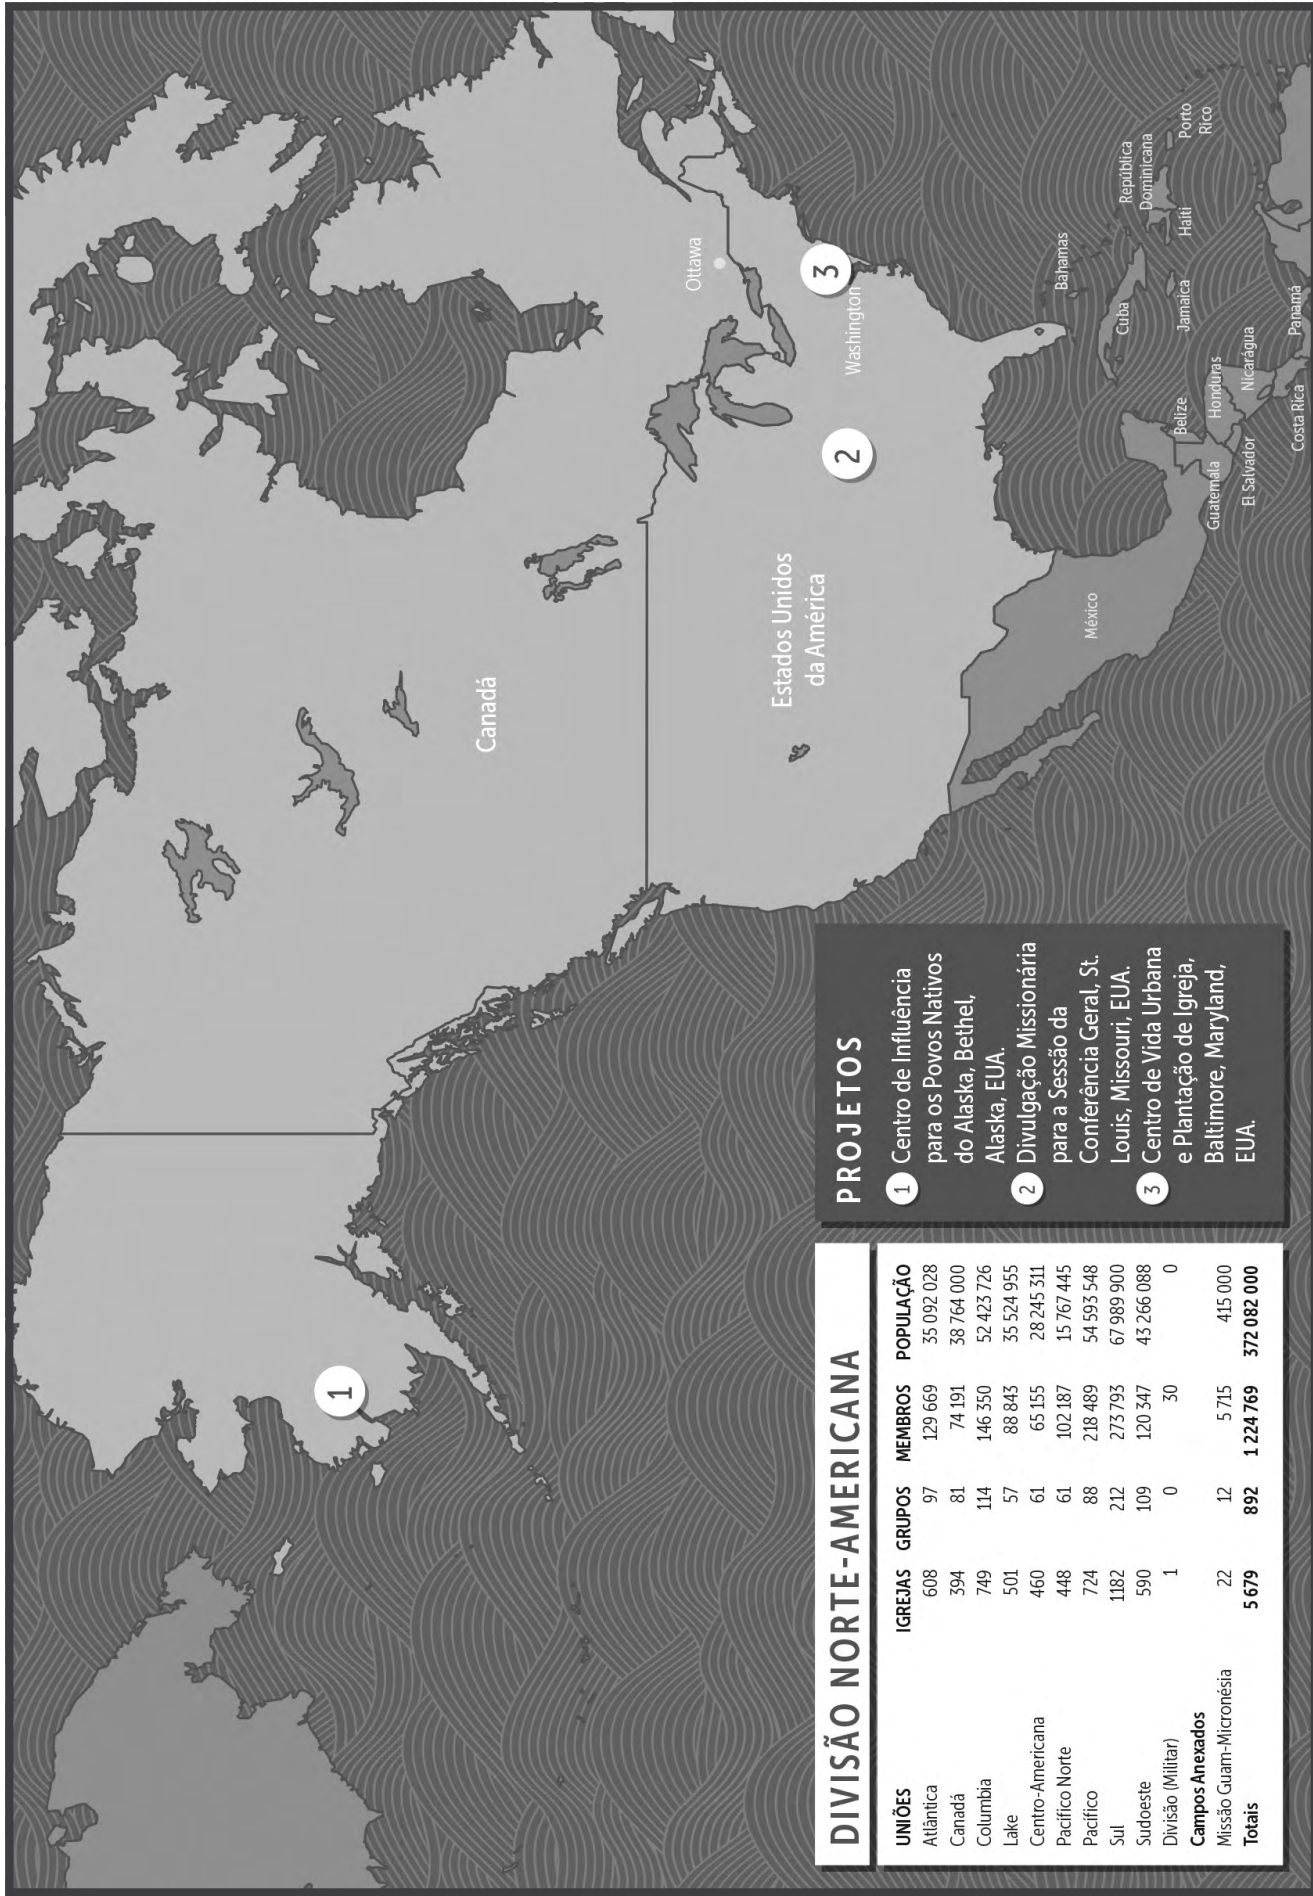 Canadá
Ottawa
Estados Unidos
da América
Washington
México
Bahamas
Cuba
República
Dominicana
Porto
Rico
Haiti
Jamaica
Belize
Honduras
Nicarágua
Guatemala
El Salvador
Costa Rica
Panamá
1
2
3
DIVISÃO NORTE-AMERICANA
UNIÕES IGREJAS GRUPOS MEMBROS POPULAÇÃO
Atlântica 608 97 129 669 35 092 028
Canadá 394 81 74 191 38 764 000
Columbia 749 114 146 350 52 423 726
Lake 501 57 88 843 35 524 955
Centro-Americana 460 61 65 155 28 245 311
Pacífico Norte 448 61 102 187 15 767 445
Pacífico 724 88 218 489 54 593 548
Sul 1182 212 273 793 67 989 900
Sudoeste 590 109 120 347 43 266 088
Divisão (Militar) 1 0 30 0
Campos Anexados
Missão Guam-Micronésia 22 12 5 715 415 000
Totais 5 679 892 1 224 769 372 082 000
PROJETOS
1 Centro de Influência
para os Povos Nativos
do Alaska, Bethel,
Alaska, EUA.
2 Divulgação Missionária
para a Sessão da
Conferência Geral, St.
Louis, Missouri, EUA.
3 Centro de Vida Urbana
e Plantação de Igreja,
Baltimore, Maryland,
EUA.